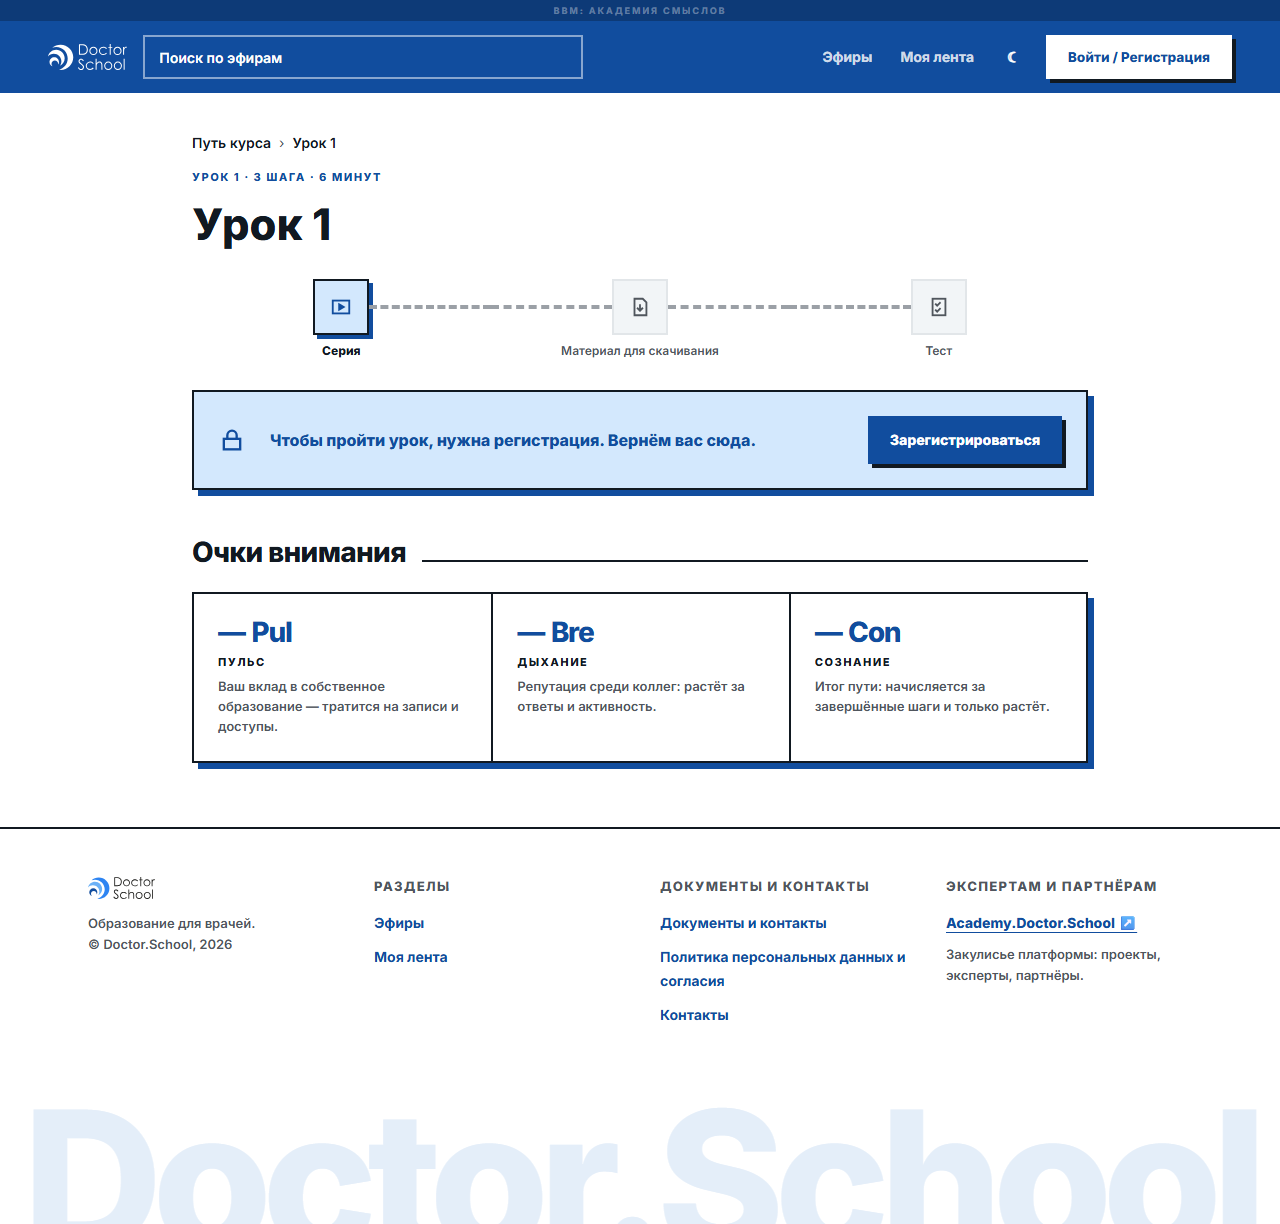 ВВМ: АКАДЕМИЯ СМЫСЛОВ
Doctor
School
Поиск по эфирам
Эфиры
Моя лента
Войти / Регистрация
Путь курса › Урок 1
УРОК 1 · 3 ШАГА · 6 МИНУТ
Урок 1
Серия
Материал для скачивания
Тест
Чтобы пройти урок, нужна регистрация. Вернём вас сюда.
Зарегистрироваться
Очки внимания
— Pul
ПУЛЬС
Ваш вклад в собственное
образование — тратится на записи и
доступы.
— Bre
ДЫХАНИЕ
Репутация среди коллег: растёт за
ответы и активность.
— Con
СОЗНАНИЕ
Итог пути: начисляется за
завершённые шаги и только растёт.
Doctor
School
Образование для врачей.
© Doctor.School, 2026
РАЗДЕЛЫ
Эфиры
Моя лента
ДОКУМЕНТЫ И КОНТАКТЫ
Документы и контакты
Политика персональных данных и
согласия
Контакты
ЭКСПЕРТАМ И ПАРТНЁРАМ
Academy.Doctor.School ↗
Закулисье платформы: проекты,
эксперты, партнёры.
Doctor.School